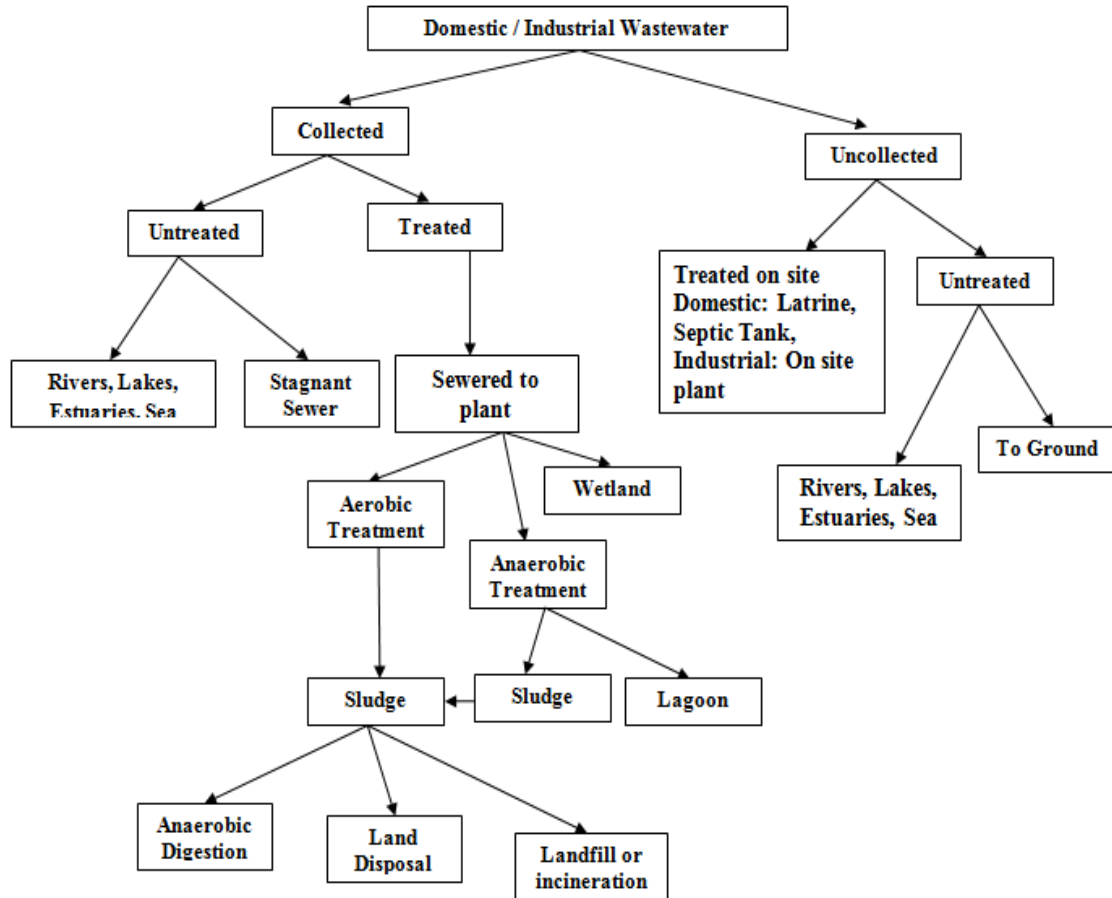 Domestic / Industrial Wastewater
Collected
Uncollected
Untreated
Treated
Treated on site
Domestic: Latrine,
Septic Tank,
Industrial: On site
plant
Untreated
Rivers, Lakes,
Estuaries, Sea
Stagnant
Sewer
Sewered to
plant
To Ground
Rivers, Lakes,
Estuaries, Sea
Wetland
Aerobic
Treatment
Anaerobic
Treatment
Sludge
Sludge
Lagoon
Anaerobic
Digestion
Land
Disposal
Landfill or
incineration